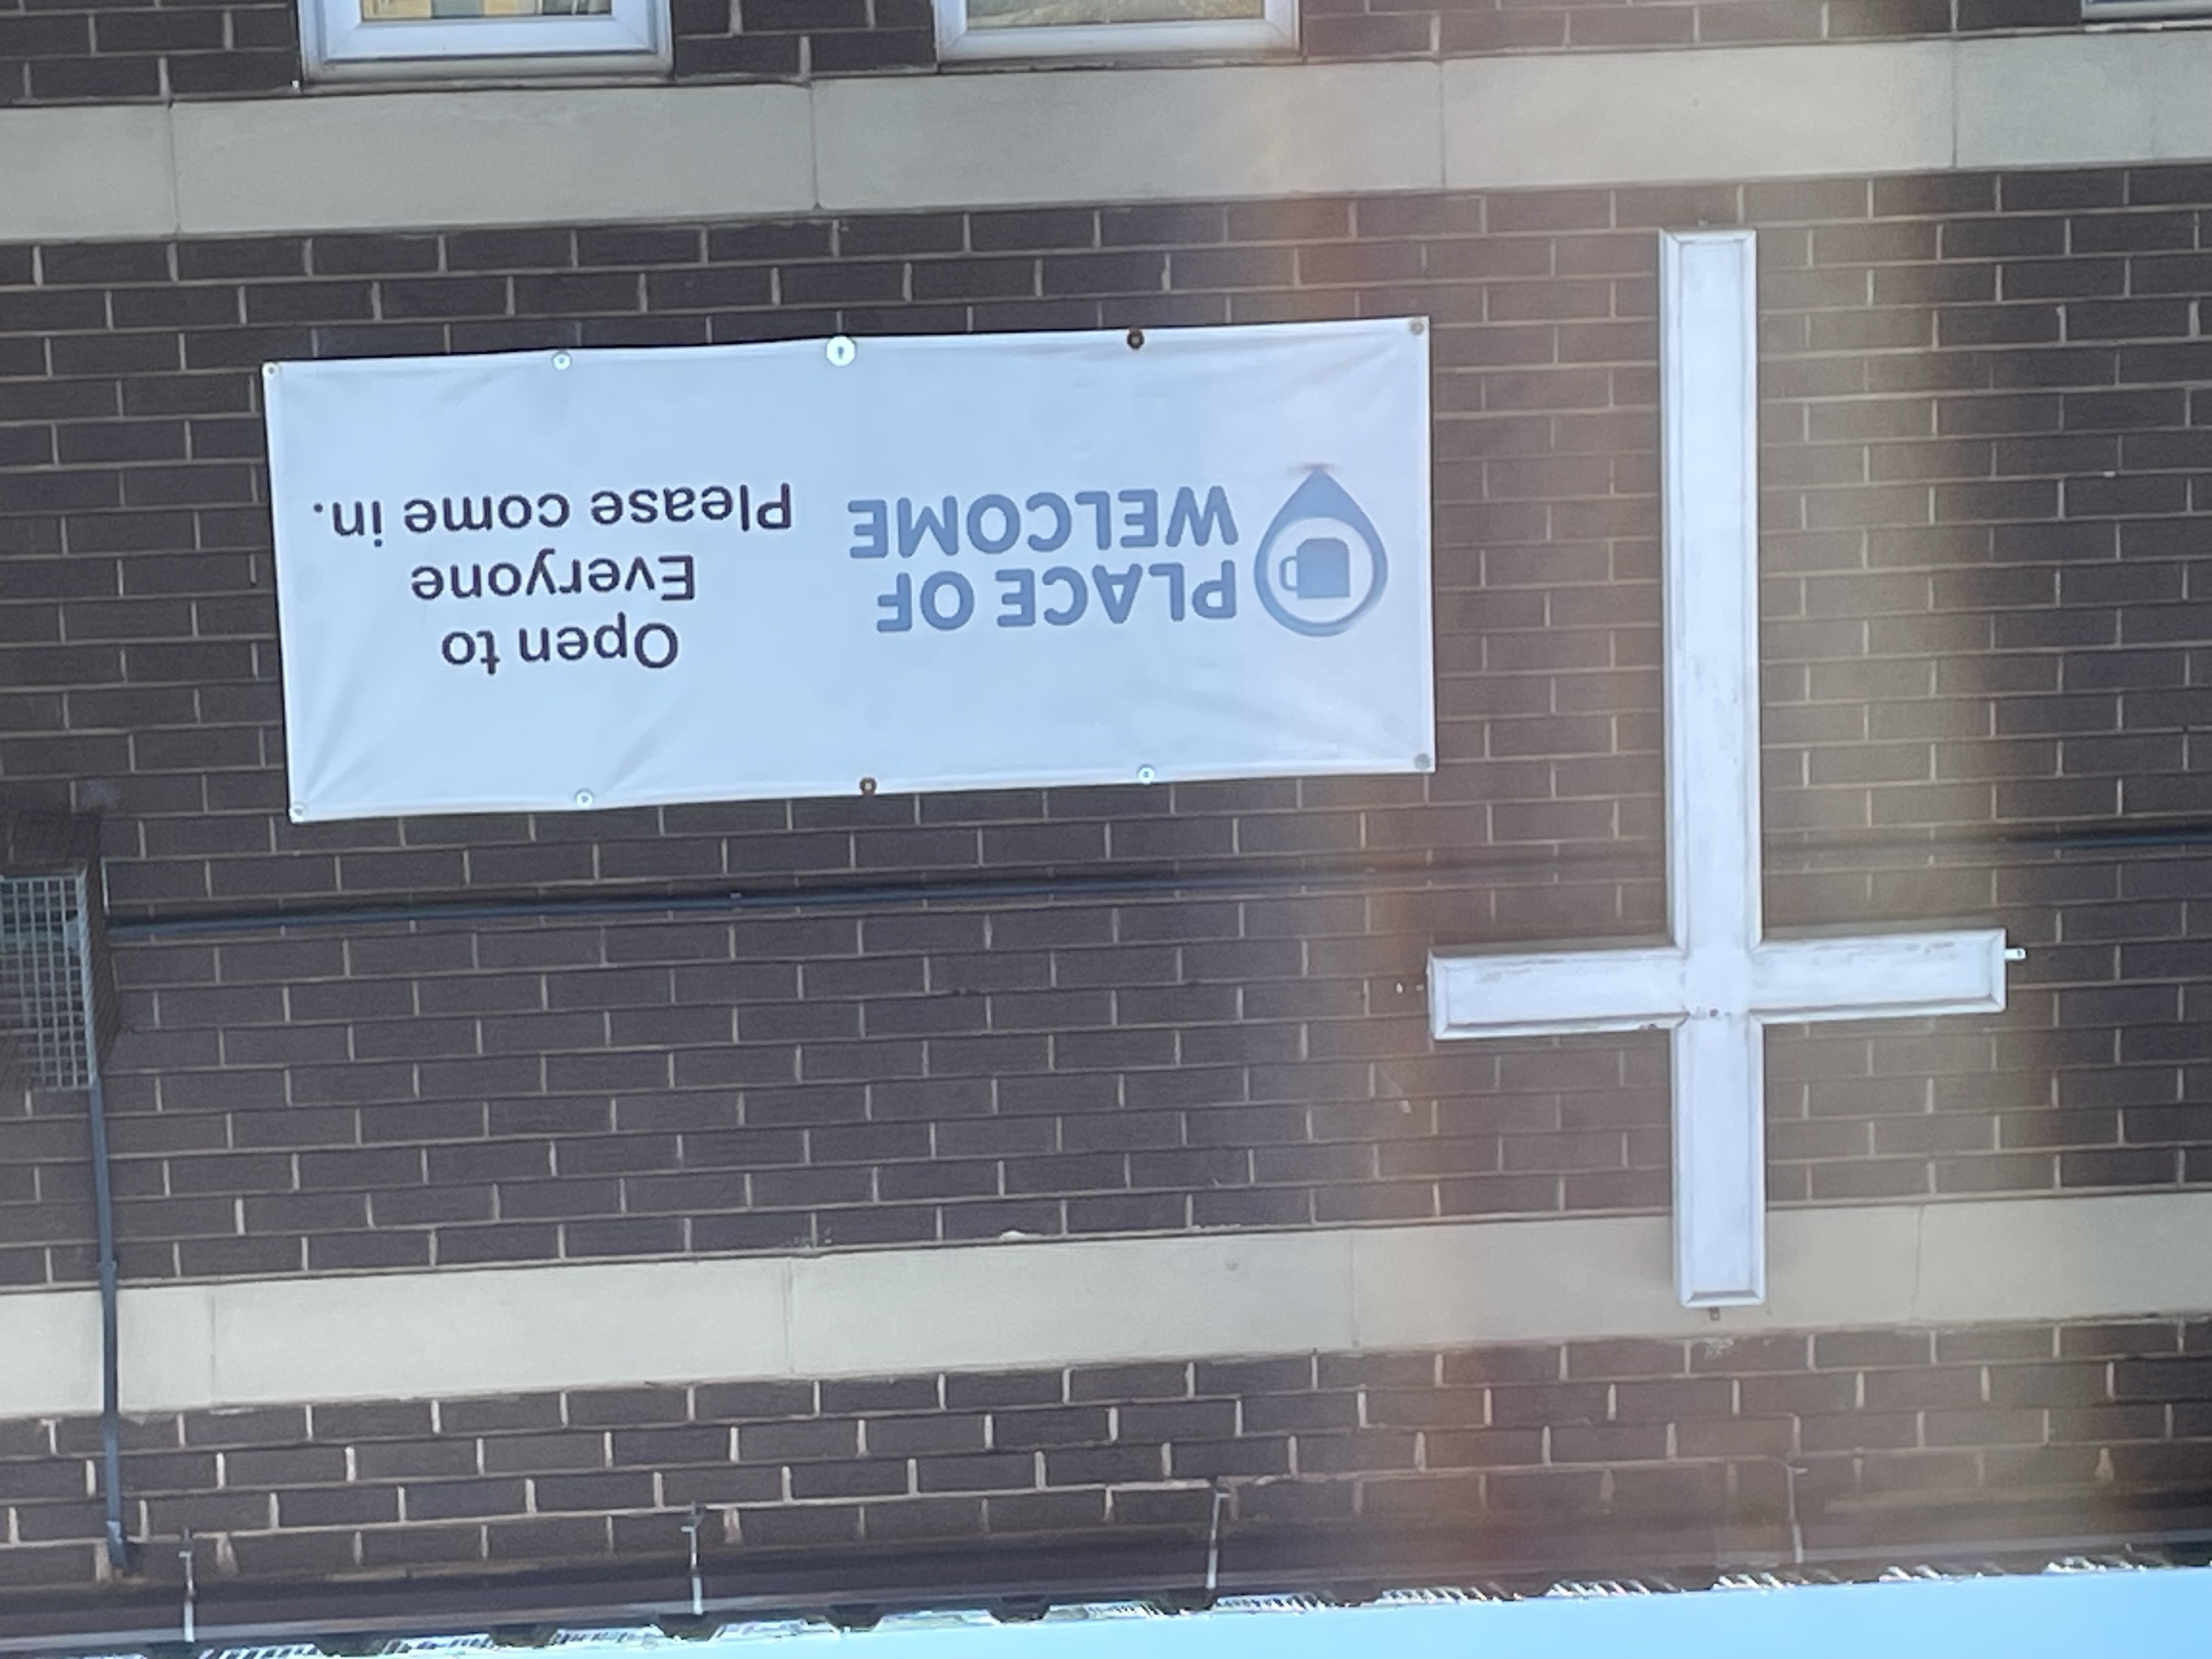 PLACE OF
WELCOME
Open to
Everyone
Please come in.